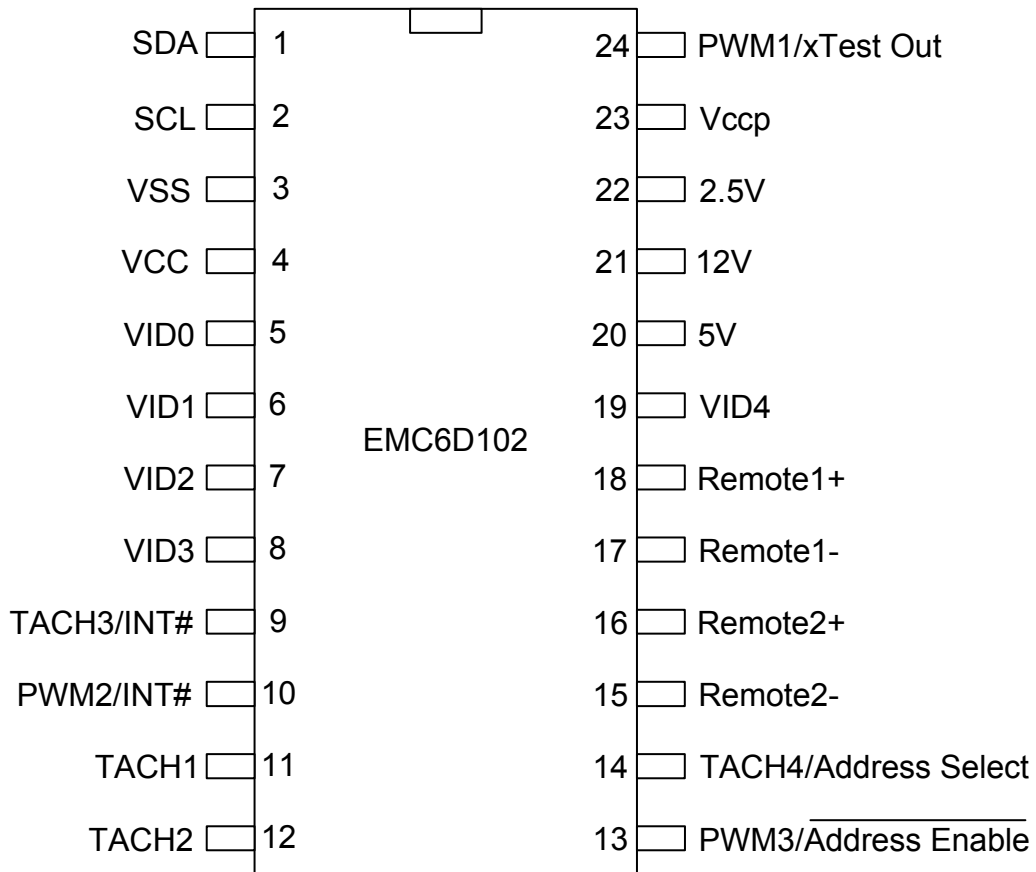 SDA 1 24 PWM1/xTest Out
SCL 2 23 Vccp
VSS 3 22 2.5V
VCC 4 21 12V
VID0 5 20 5V
VID1 6 19 VID4
EMC6D102
VID2 7 18 Remote1+
VID3 8 17 Remote1-
TACH3/INT# 9 16 Remote2+
PWM2/INT# 10 15 Remote2-
TACH1 11 14 TACH4/Address Select
TACH2 12 13 PWM3/Address Enable